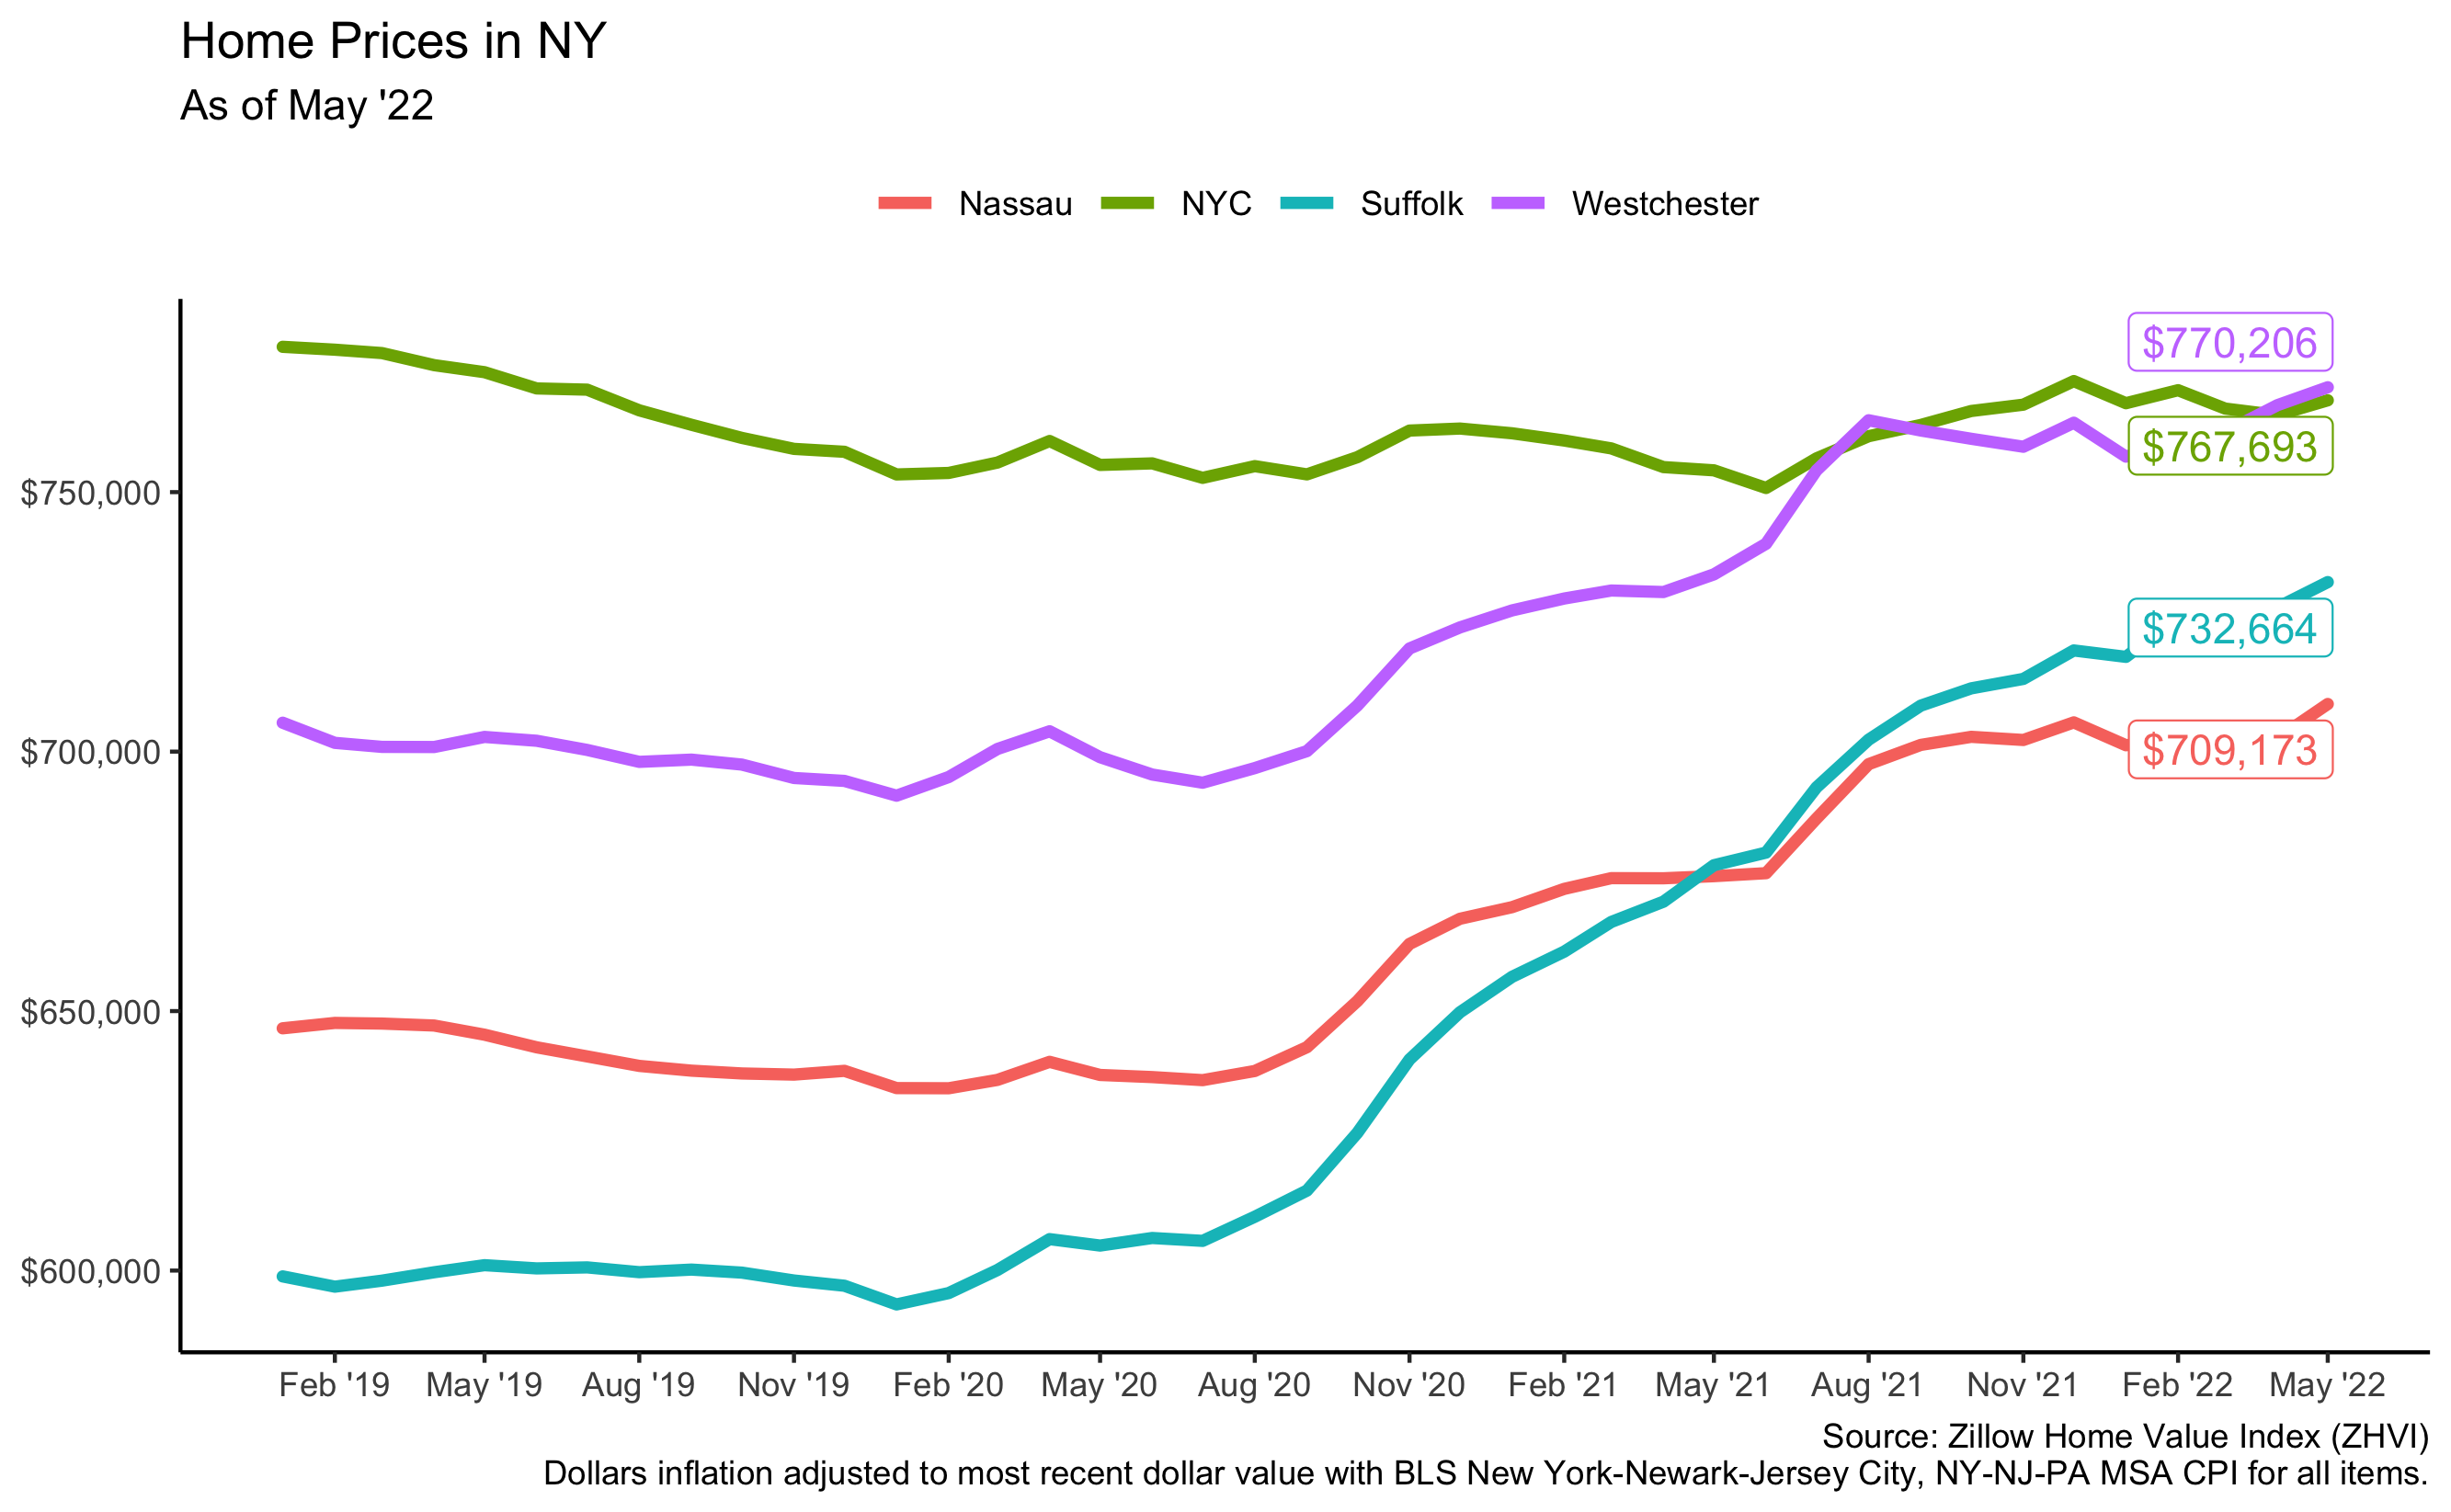 Home Prices in NY
As of May '22
Nassau NYC Suffolk Westchester
$770,206
$767,693
$750,000
$732,664
$709,173
$700,000
$650,000
$600,000
Feb '19 May '19 Aug '19 Nov '19 Feb '20 May '20 Aug '20 Nov '20 Feb '21 May '21 Aug '21 Nov '21 Feb '22 May '22
Source: Zillow Home Value Index (ZHVI)
Dollars inflation adjusted to most recent dollar value with BLS New York-Newark-Jersey City, NY-NJ-PA MSA CPI for all items.